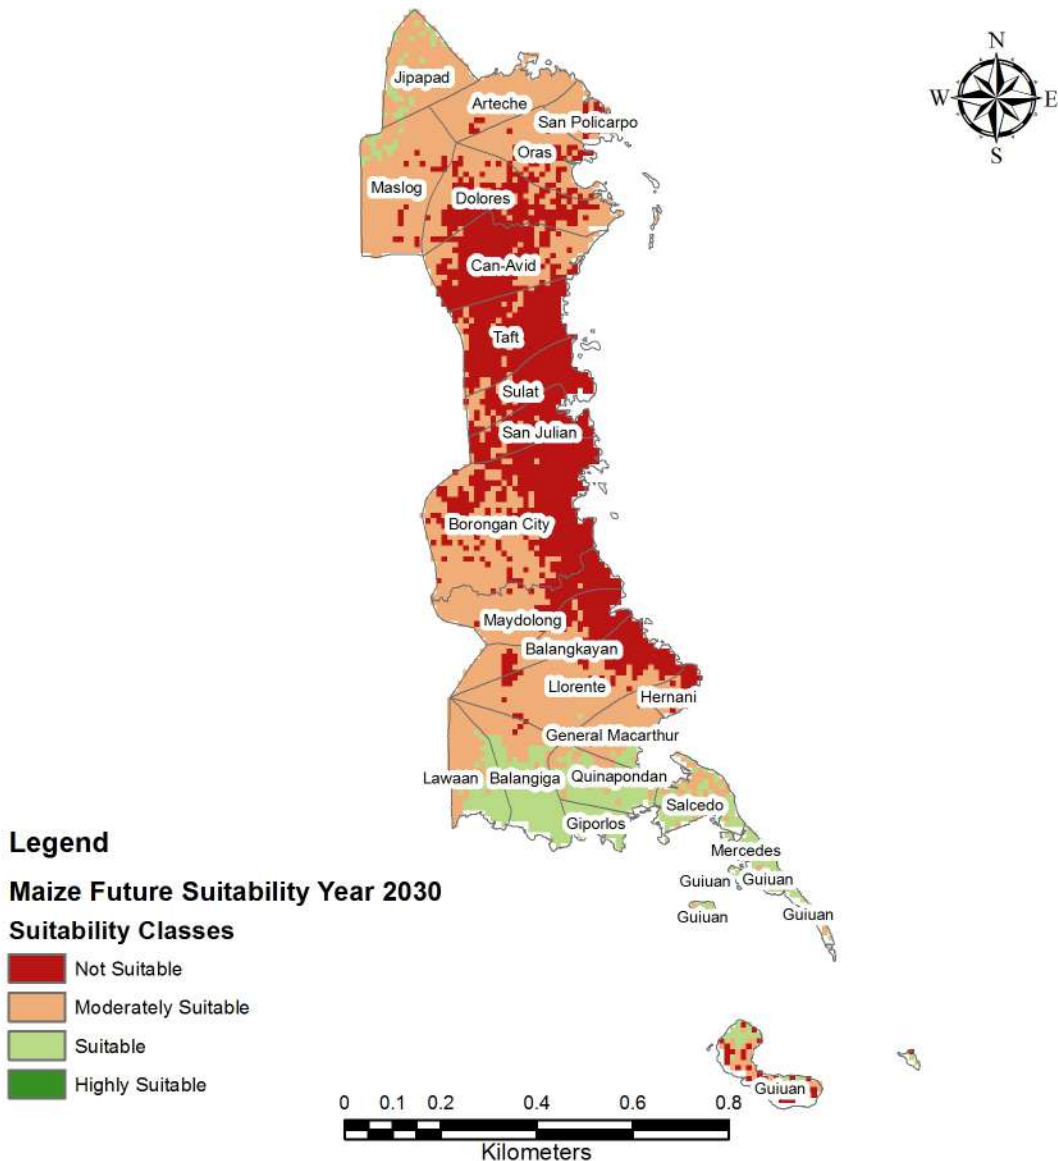 N
W E
S
Jipapad
Arteche
San Policarpo
Oras
Maslog
Dolores
Can-Avid
Taft
Sulat
San Julian
Borongan City
Maydolong
Balangkayan
Llorente
Hernani
General Macarthur
Lawaan
Balangiga
Quinapondan
Salcedo
Giporlos
Mercedes
Guiuan
Guiuan
Guiuan
Guiuan
Guiuan
Legend
Maize Future Suitability Year 2030
Suitability Classes
Not Suitable
Moderately Suitable
Suitable
Highly Suitable
0 0.1 0.2 0.4 0.6 0.8
Kilometers